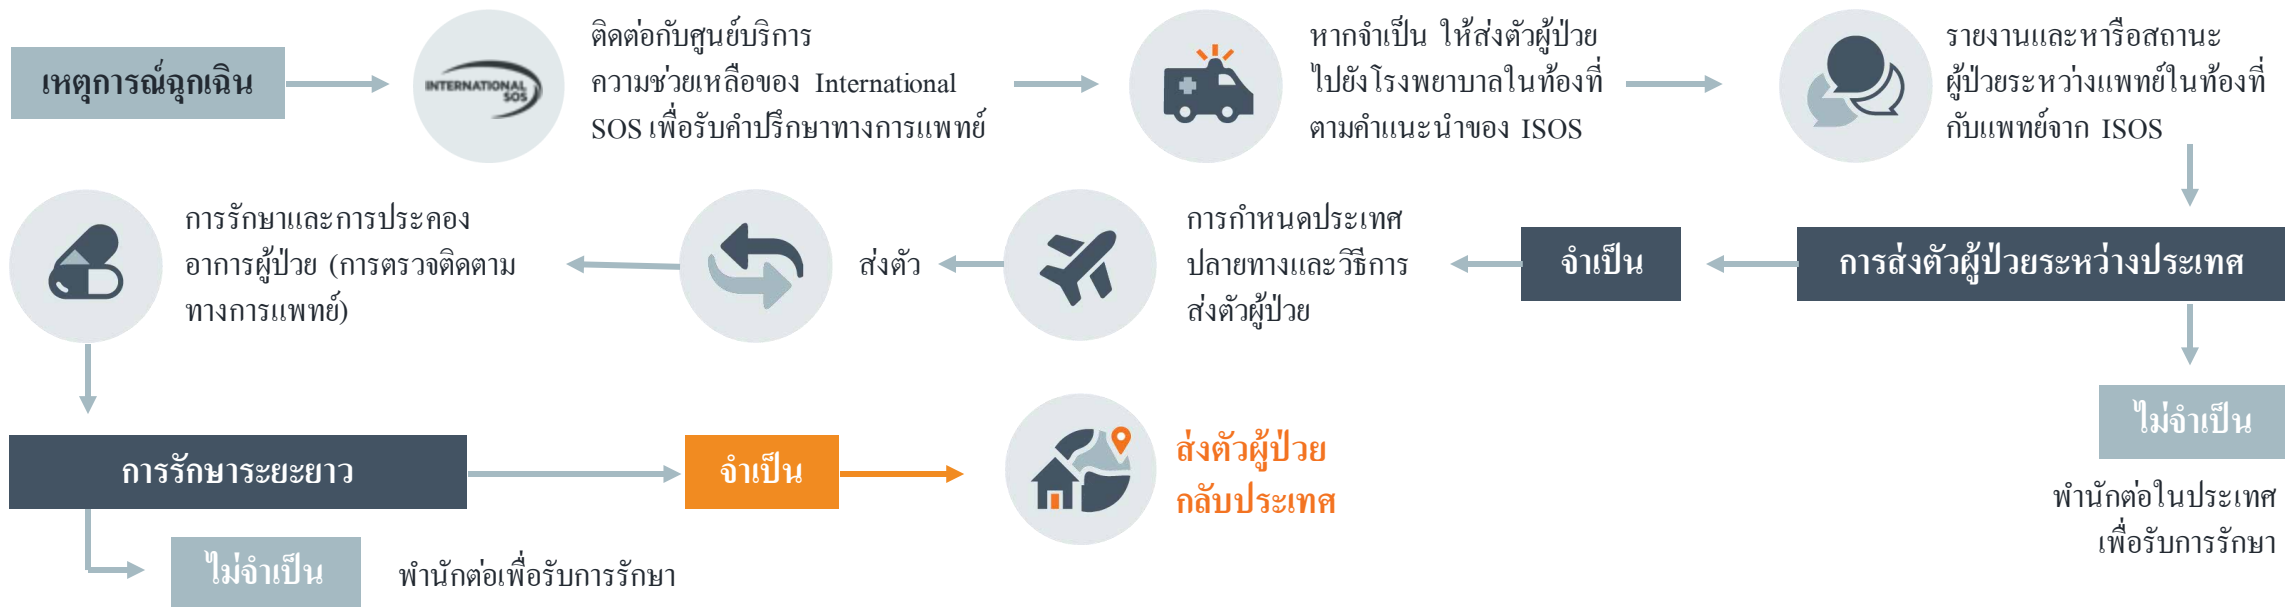 เหตุการณ์ฉุกเฉิน
INTERNATIONAL
SOS
ติดต่อกับศูนย์บริการ
ความช่วยเหลือของ International
SOS เพื่อรับคำปรึกษาทางการแพทย์
หากจำเป็น ให้ส่งตัวผู้ป่วย
ไปยังโรงพยาบาลในท้องที่
ตามคำแนะนำของ ISOS
รายงานและหารือสถานะ
ผู้ป่วยระหว่างแพทย์ในท้องที่
กับแพทย์จาก ISOS
การส่งตัวผู้ป่วยระหว่างประเทศ
จำเป็น
การกำหนดประเทศ
ปลายทางและวิธีการ
ส่งตัวผู้ป่วย
ส่งตัว
การรักษาและการประคอง
อาการผู้ป่วย (การตรวจติดตาม
ทางการแพทย์)
ไม่จำเป็น
พำนักต่อในประเทศ
เพื่อรับการรักษา
การรักษาระยะยาว
จำเป็น
ส่งตัวผู้ป่วย
กลับประเทศ
ไม่จำเป็น
พำนักต่อเพื่อรับการรักษา